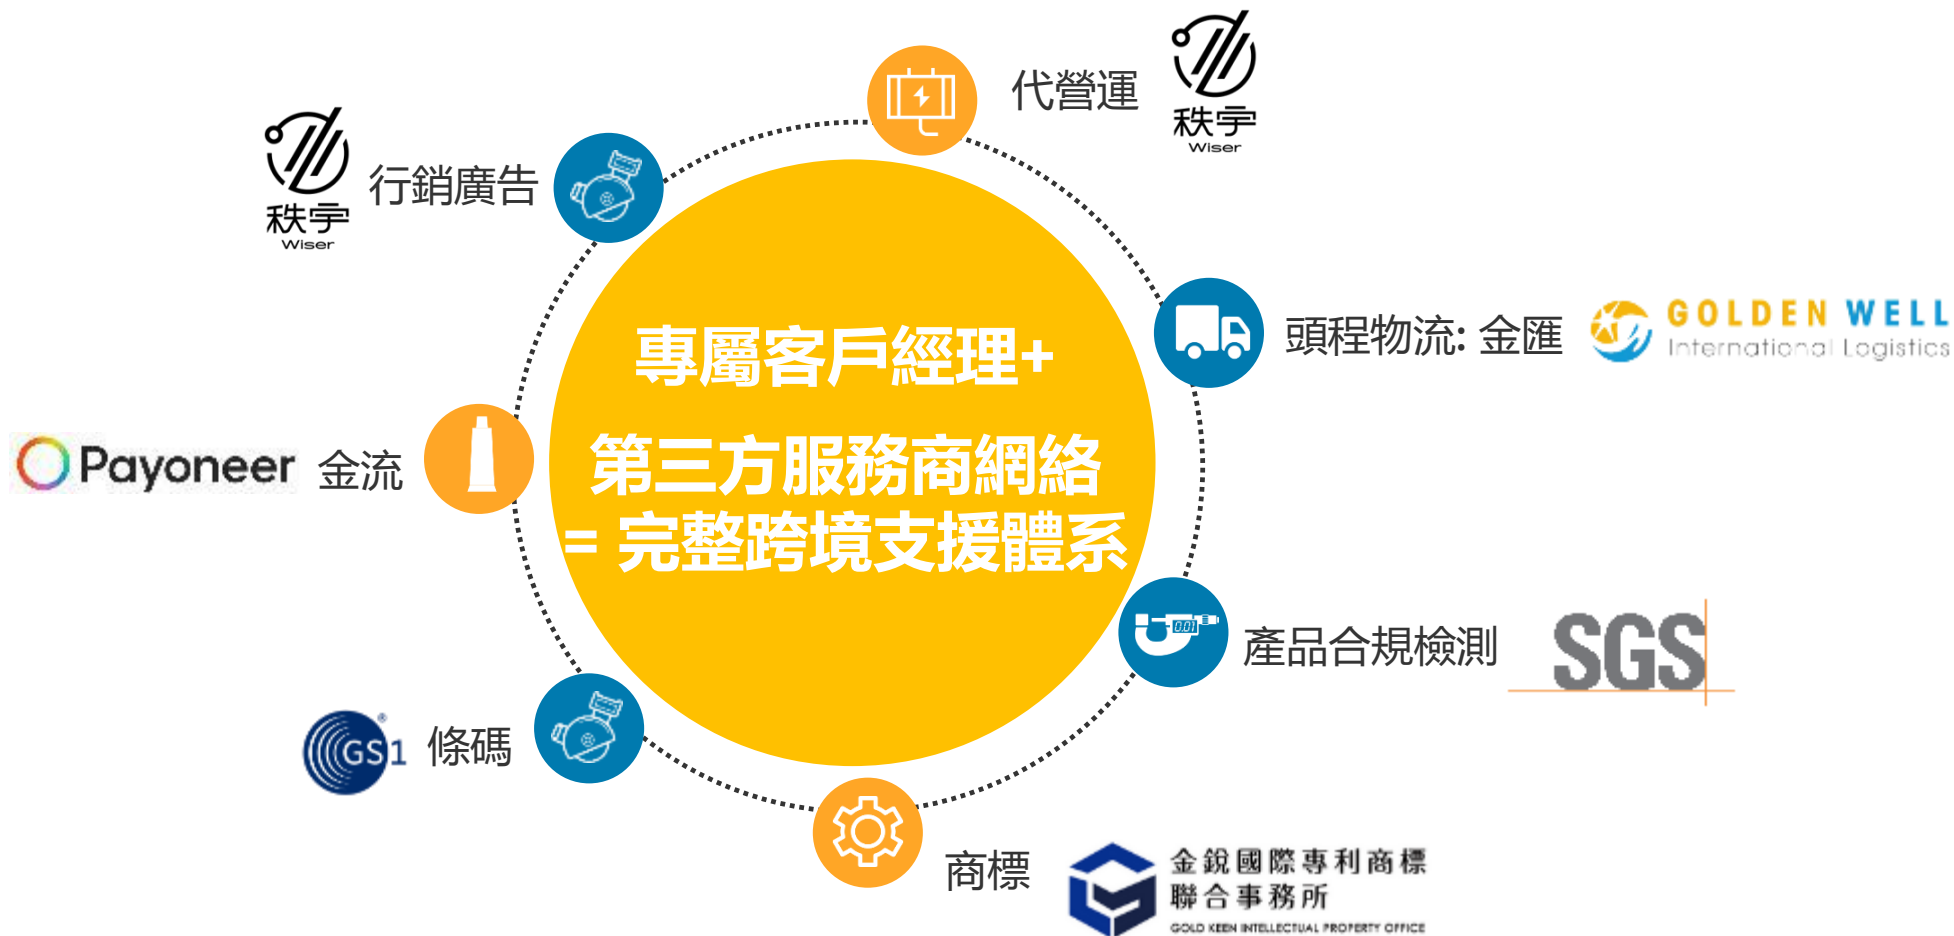 代營運
秩宇
Wiser
秩宇
Wiser
行銷廣告
專屬客戶經理+
第三方服務商網絡
= 完整跨境支援體系
頭程物流: 金匯
GOLDEN WELL
International Logistics
Payoneer
金流
0.01
產品合規檢測
SGS
GS1
®
條碼
商標
金銳國際專利商標
聯合事務所
GOLD KEEN INTELLECTUAL PROPERTY OFFICE